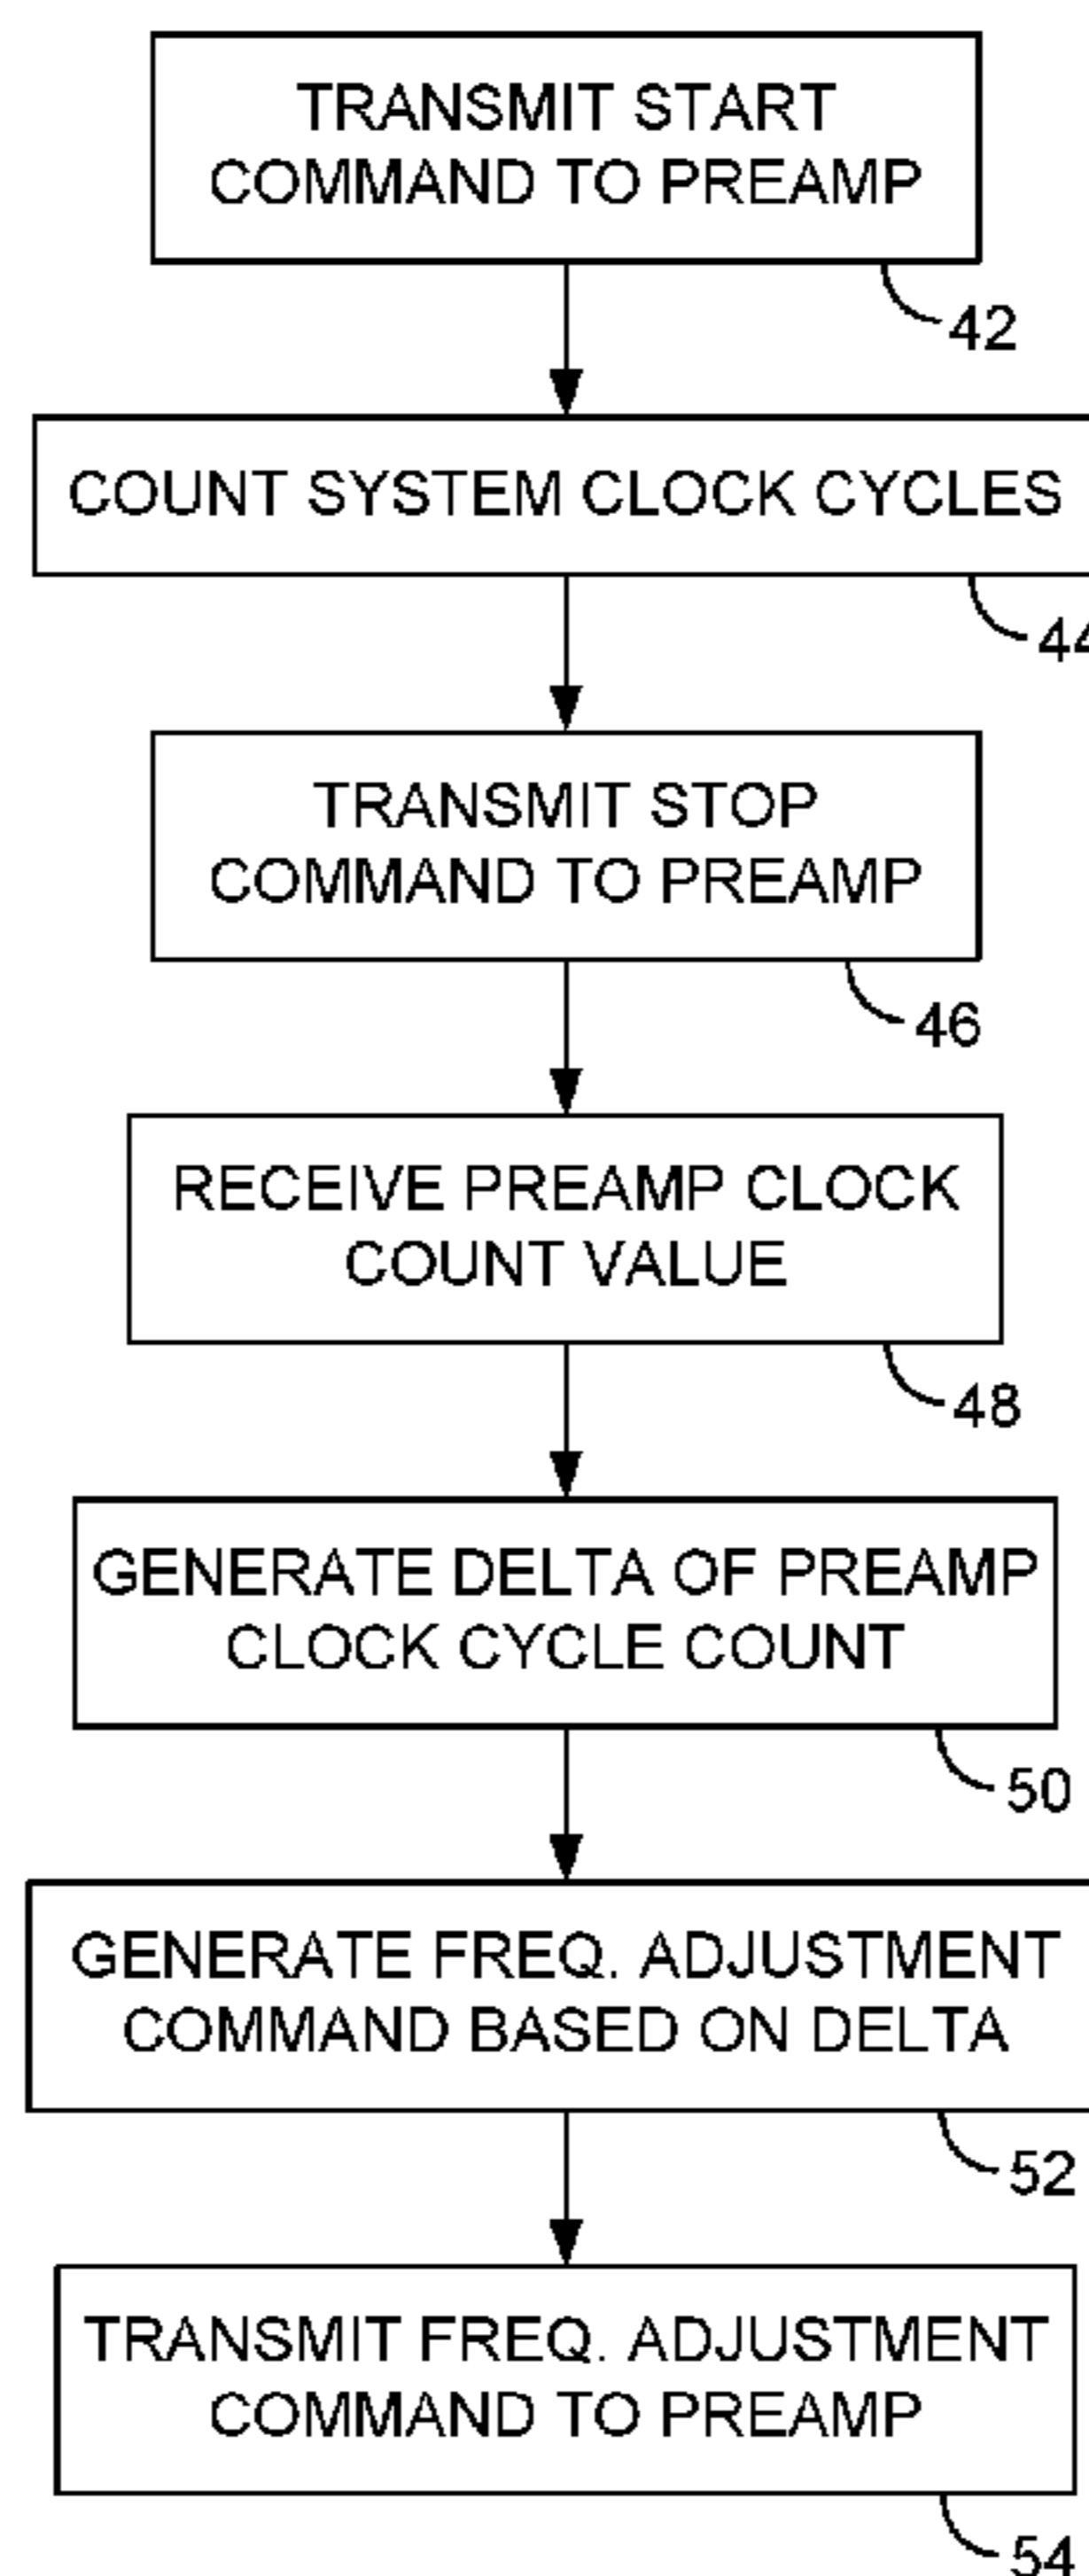 TRANSMIT START
COMMAND TO PREAMP
42
COUNT SYSTEM CLOCK CYCLES
44
TRANSMIT STOP
COMMAND TO PREAMP
46
RECEIVE PREAMP CLOCK
COUNT VALUE
48
GENERATE DELTA OF PREAMP
CLOCK CYCLE COUNT
50
GENERATE FREQ. ADJUSTMENT
COMMAND BASED ON DELTA
52
TRANSMIT FREQ. ADJUSTMENT
COMMAND TO PREAMP
54